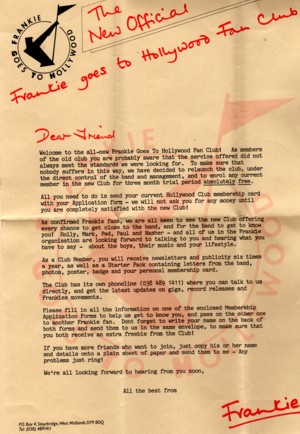 FRANKIE GOES TO HOLLYWOOD
The
New Official
Frankie goes to Hollywood Fan Club
Dear Friend
Welcome to the all-new Frankie Goes To Hollywood Fan Club! As members
of the old club you are probably aware that the service offered did not
always meet the standards we were looking for. To make sure that
nobody suffers in this way, we have decided to relaunch the club, under
the direct control of the band and management, and to enrol any current
member in the new Club for three month trial period absolutely free.
All you need to do is send your current Hollywood Club membership card
with your Application form - we will not ask you for any money until
you are completely satisfied with the new club!
As confirmed Frankie fans, we are all keen to see the new Club offering
every chance to get close to the band, and for the band to get to know
you! Holly, Mark, Ped, Paul and Nasher - and all of us in the Frankie
organisation are looking forward to talking to you and hearing what you
have to say - about the boys, their music and your lifestyle.
As a Club Member, you will receive newsletters and publicity six times
a year, as well as a Starter Pack containing letters from the band,
photos, poster, badge and your personal membership card.
The Club has its own phoneline (038 489 1411) where you can talk to us
directly, and get the latest updates on gigs, record releases and
Frankies movements.
Please fill in all the information on one of the enclosed Membership
Application Forms to help us get to know you, and pass on the other one
to another Frankie fan. Dont forget to write your name on the back of
both forms and send them to us in the same envelope, to make sure that
you both receive an extra freebie from the Club!
If you have more friends who want to join, just copy his or her name
and details onto a plain sheet of paper and send them to me - Any
problems just ring!
We're all looking forward to hearing from you soon,
All the best from
Frankie
P.O. Box 4, Stourbridge, West Midlands DY9 8DQ
Tel: (038) 489141